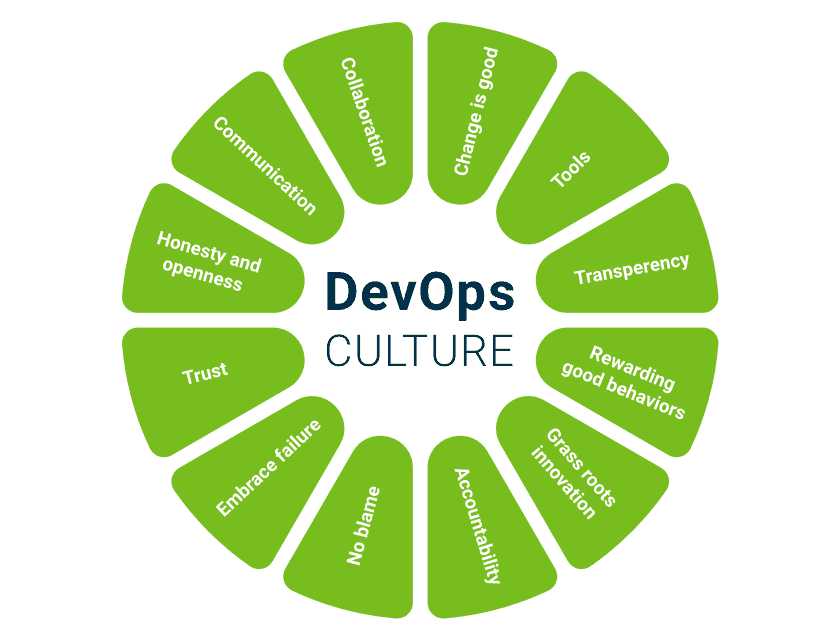 DevOps
CULTURE
Change is good
Tools
Transperency
Rewarding
good behaviors
Grass roots
innovation
Accountability
No blame
Embrace failure
Trust
Honesty and
openness
Communication
Collaboration